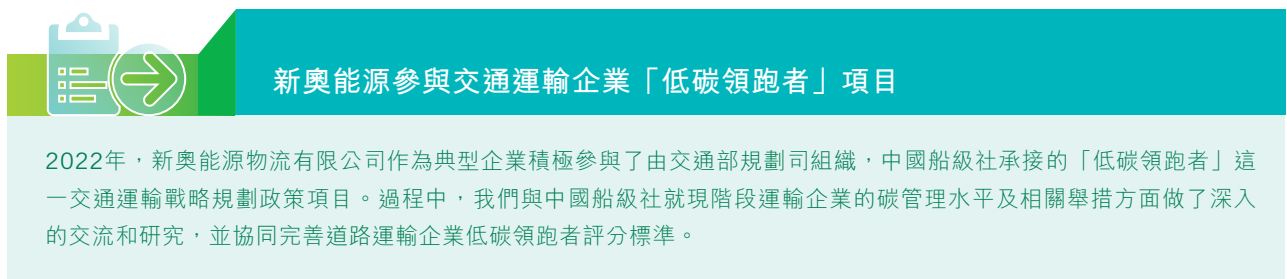 新奧能源參與交通運輸企業「低碳領跑者」項目
2022年，新奧能源物流有限公司作為典型企業積極參與了由交通部規劃司組織，中國船級社承接的「低碳領跑者」這
一交通運輸戰略規劃政策項目。過程中，我們與中國船級社就現階段運輸企業的碳管理水平及相關舉措方面做了深入
的交流和研究，並協同完善道路運輸企業低碳領跑者評分標準。